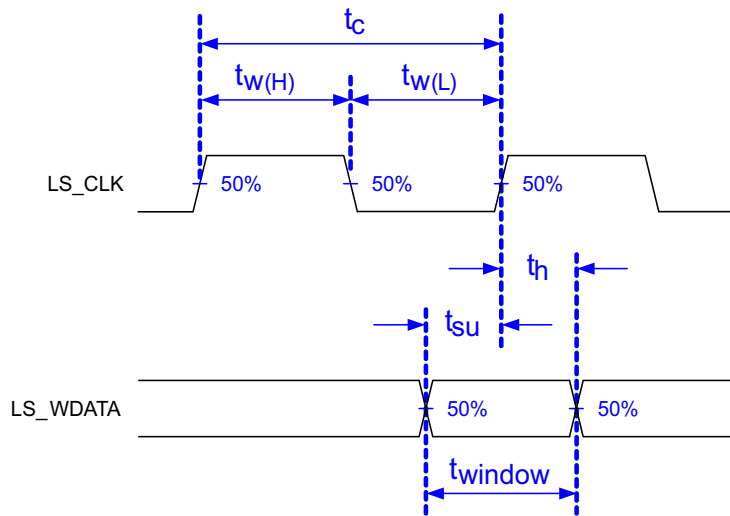 tc
tw(H)
tw(L)
LS_CLK
50%
50%
50%
th
tsu
LS_WDATA
50%
50%
twindow